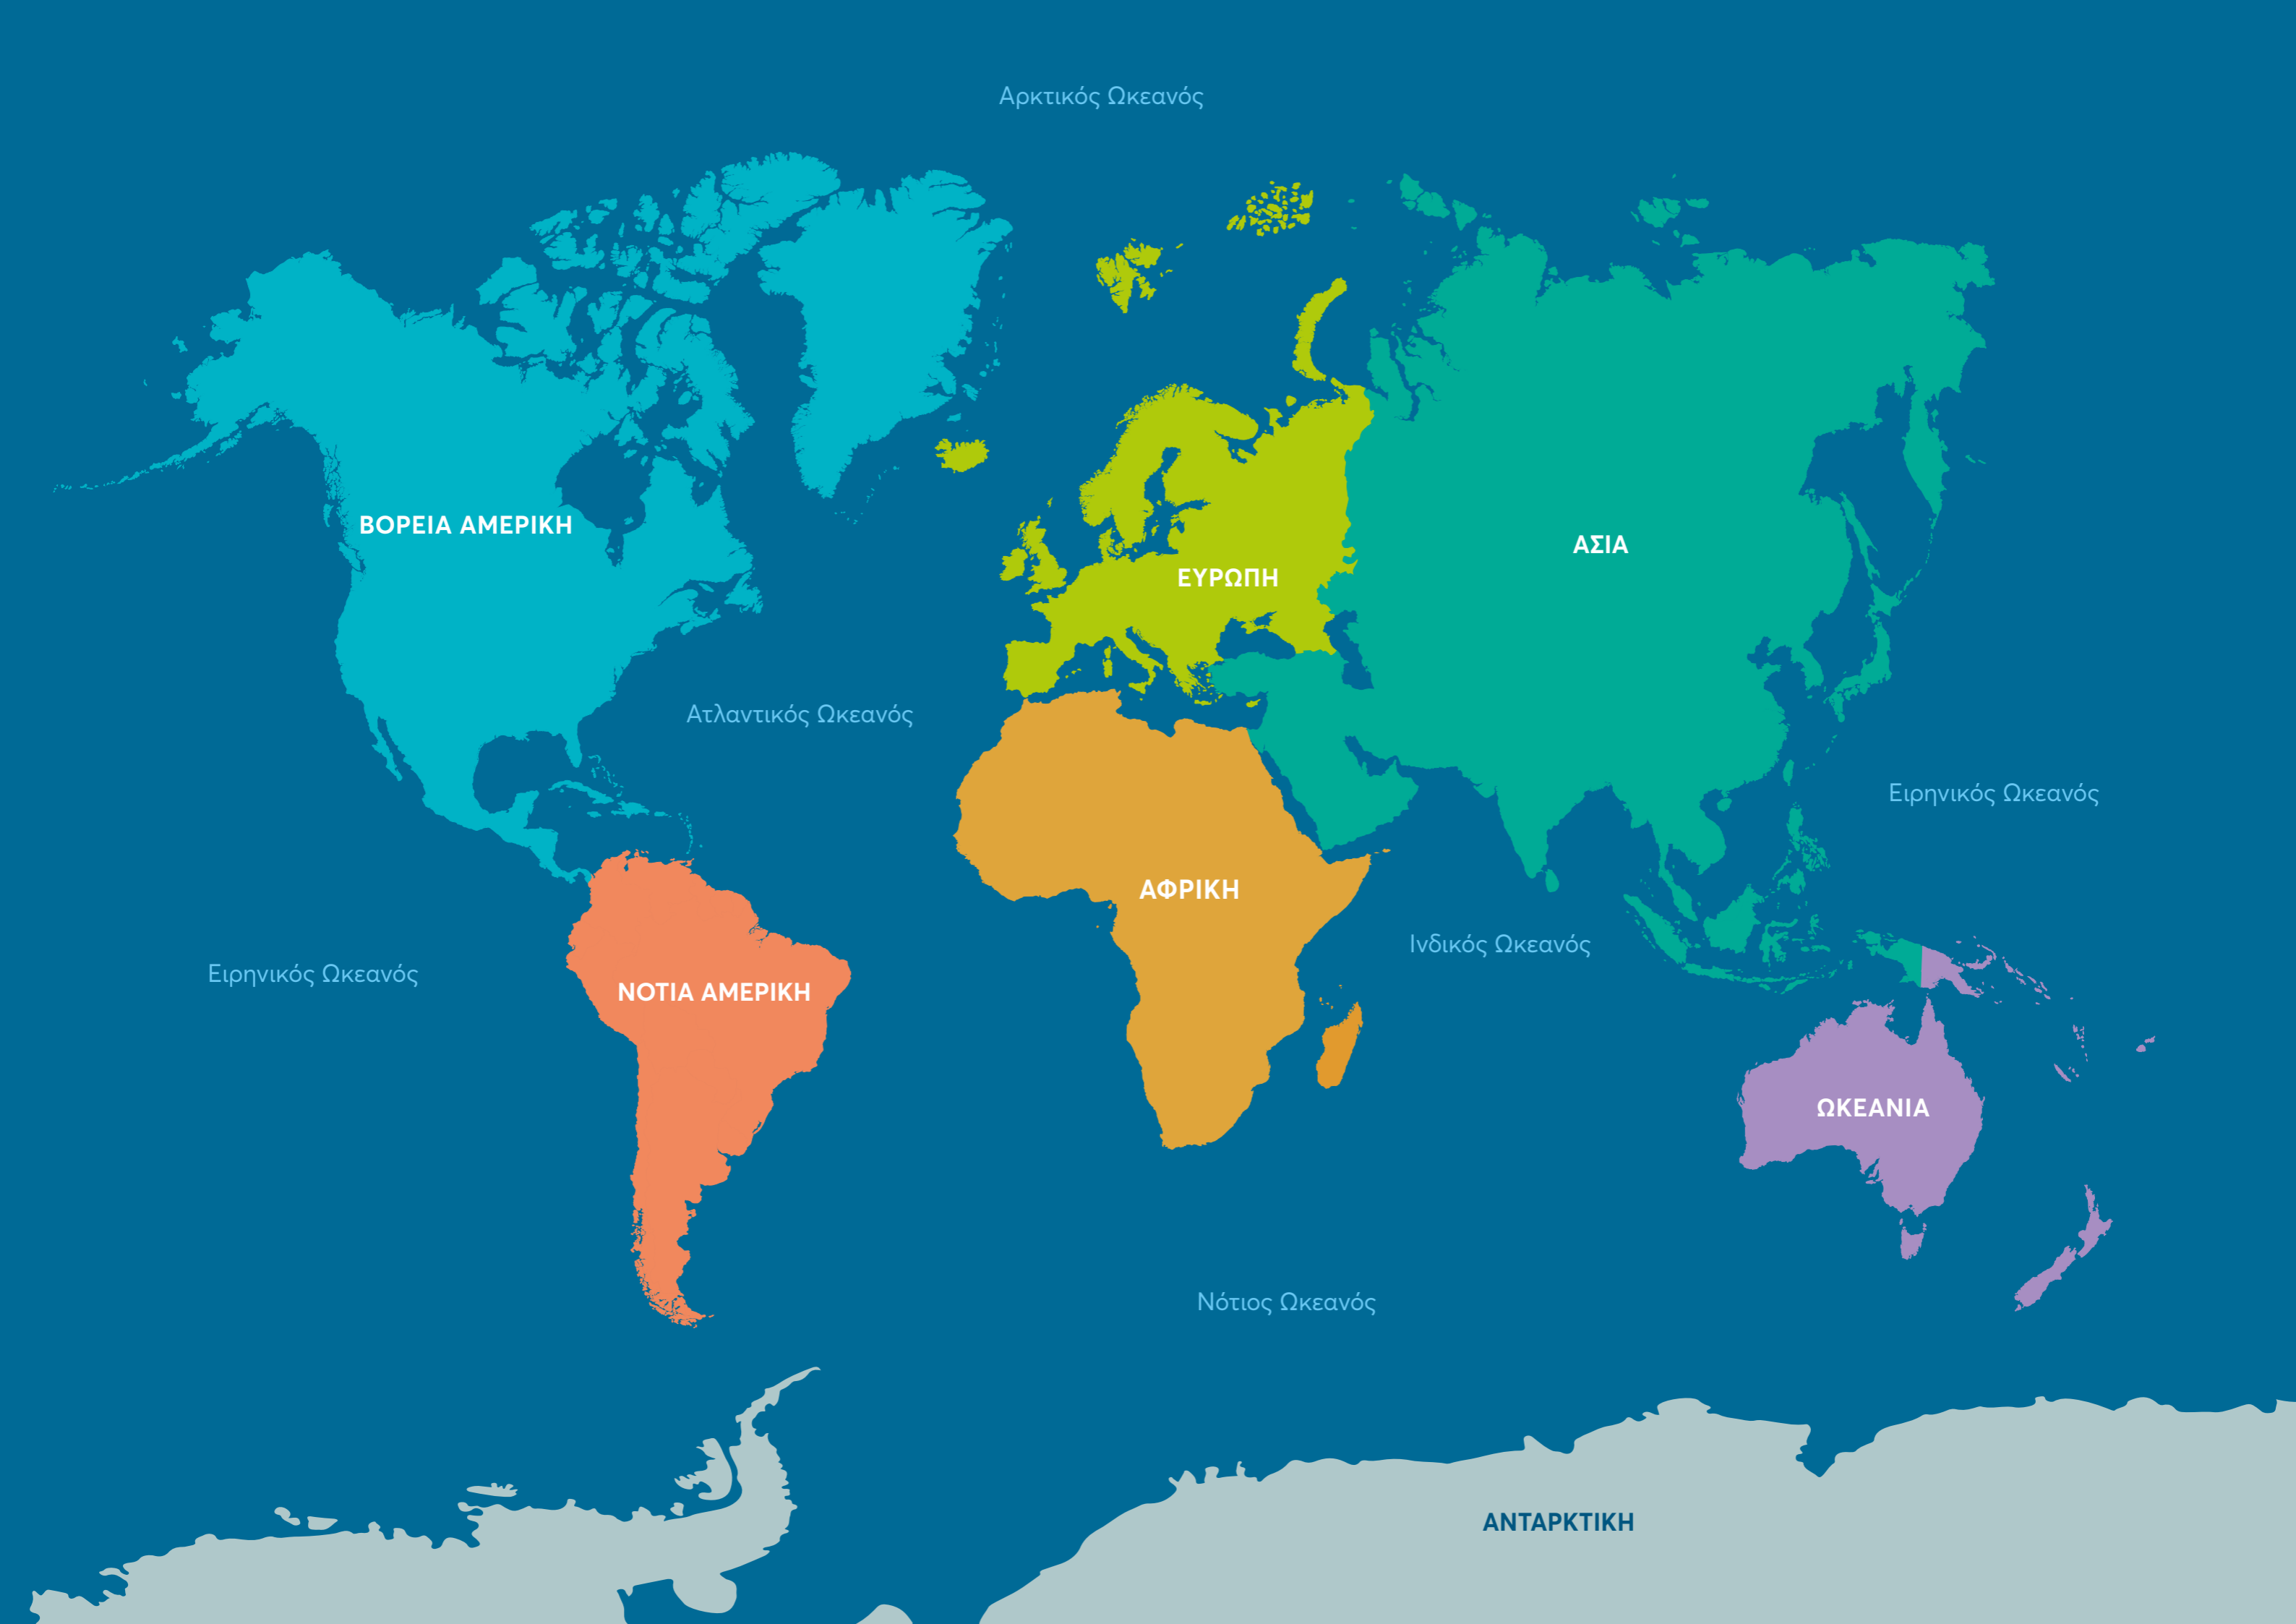 Αρκτικός Ωκεανός
ΒΟΡΕΙΑ ΑΜΕΡΙΚΗ
ΑΣΙΑ
ΕΥΡΩΠΗ
Ατλαντικός Ωκεανός
Ειρηνικός Ωκεανός
ΑΦΡΙΚΗ
Ινδικός Ωκεανός
Ειρηνικός Ωκεανός
ΝΟΤΙΑ ΑΜΕΡΙΚΗ
ΩΚΕΑΝΙΑ
Νότιος Ωκεανός
ΑΝΤΑΡΚΤΙΚΗ